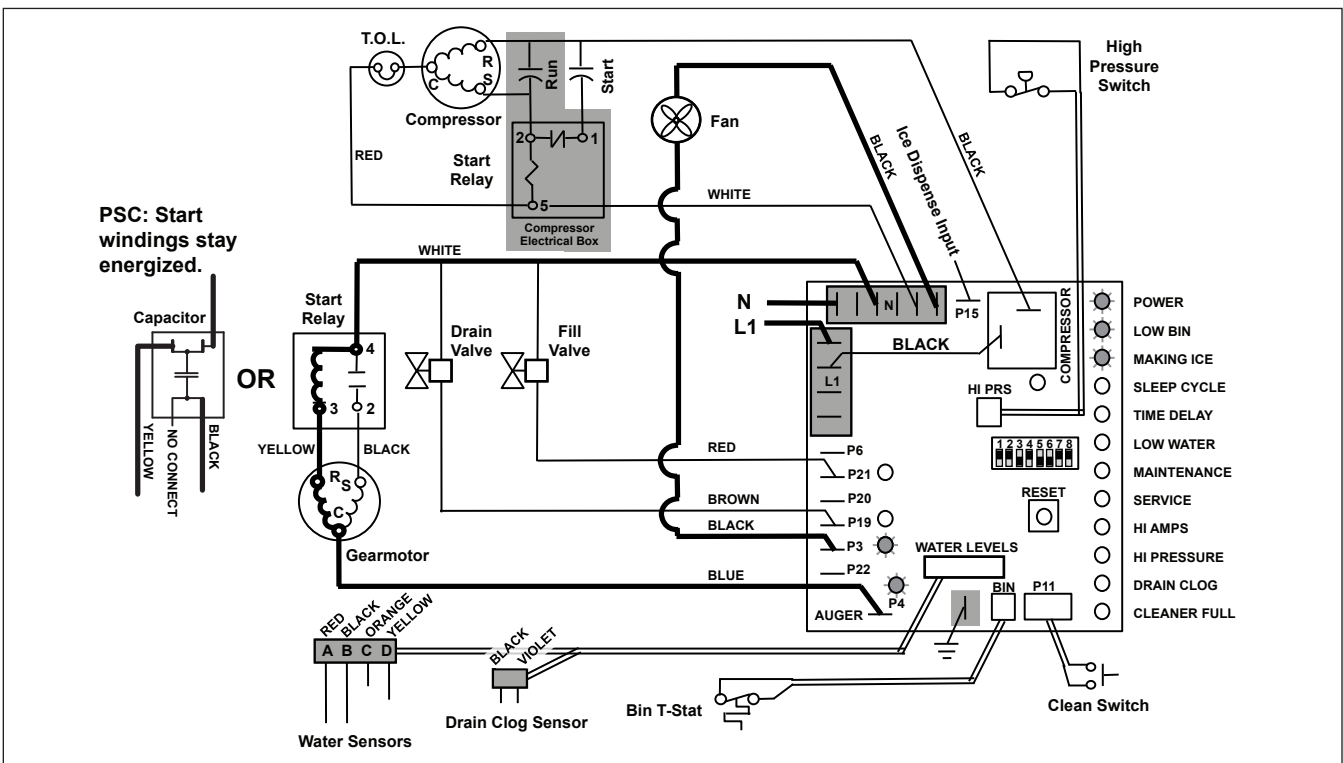 T.O.L.
R
S
C
Compressor
Run
Start
2
1
Start
Relay
5
Compressor
Electrical Box
RED
WHITE
Fan
BLACK
Ice Dispense Input
BLACK
High
Pressure
Switch
PSC: Start
windings stay
energized.
Capacitor
YELLOW
NO CONNECT
BLACK
OR
WHITE
Start
Relay
4
3
2
YELLOW
BLACK
R
S
C
Gearmotor
Drain
Valve
Fill
Valve
N
L1
N
P15
L1
BLACK
COMPRESSOR
HI PRS
1 2 3 4 5 6 7 8
RESET
RED
BROWN
BLACK
BLUE
P6
P21
P20
P19
P3
P22
P4
AUGER
WATER LEVELS
BIN
P11
POWER
LOW BIN
MAKING ICE
SLEEP CYCLE
TIME DELAY
LOW WATER
MAINTENANCE
SERVICE
HI AMPS
HI PRESSURE
DRAIN CLOG
CLEANER FULL
RED
BLACK
ORANGE
YELLOW
A B C D
Water Sensors
BLACK
VIOLET
Drain Clog Sensor
Bin T-Stat
Clean Switch